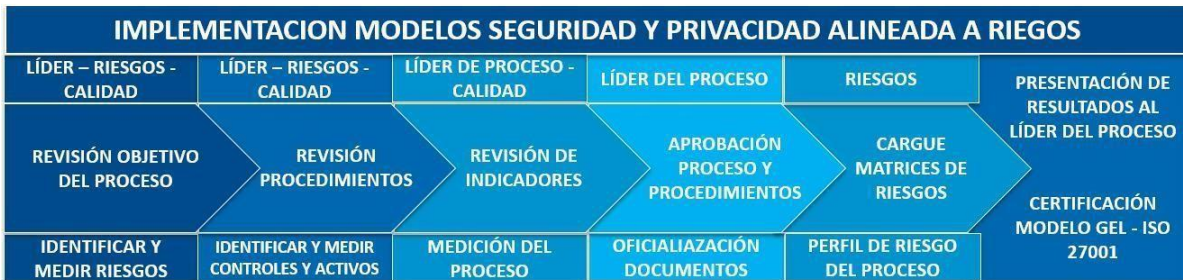 IMPLEMENTACION MODELOS SEGURIDAD Y PRIVACIDAD ALINEADA A RIEGOS
LÍDER – RIESGOS -
CALIDAD
LÍDER – RIESGOS -
CALIDAD
LÍDER DE PROCESO -
CALIDAD
LÍDER DEL PROCESO
RIESGOS
REVISIÓN OBJETIVO
DEL PROCESO
REVISIÓN
PROCEDIMIENTOS
REVISIÓN DE
INDICADORES
APROBACIÓN
PROCESO Y
PROCEDIMIENTOS
CARGUE
MATRICES DE
RIESGOS
IDENTIFICAR Y
MEDIR RIESGOS
IDENTIFICAR Y MEDIR
CONTROLES Y ACTIVOS
MEDICIÓN DEL
PROCESO
OFICIALIAZACIÓN
DOCUMENTOS
PERFIL DE RIESGO
DEL PROCESO
PRESENTACIÓN DE
RESULTADOS AL
LÍDER DEL PROCESO
CERTIFICACIÓN
MODELO GEL - ISO
27001